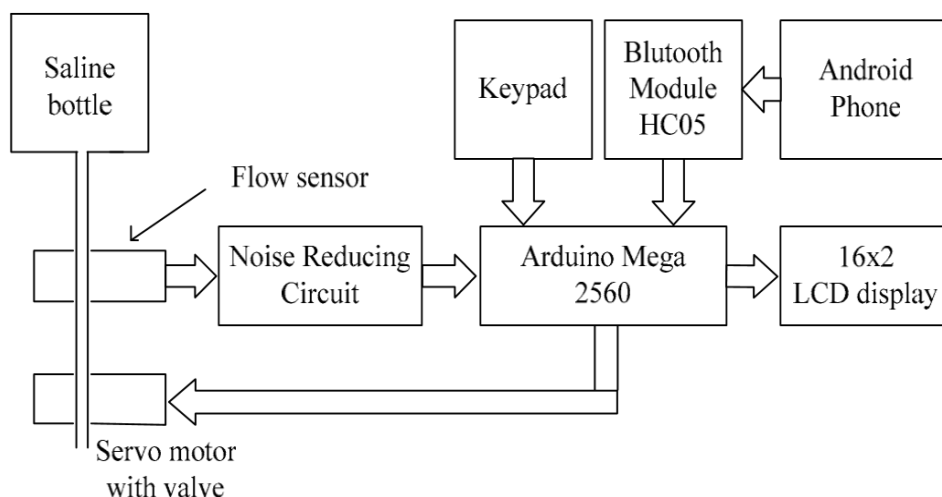 Saline
bottle
Keypad
Blutooth
Module
HC05
Android
Phone
Flow sensor
Noise Reducing
Circuit
Arduino Mega
2560
16x2
LCD display
Servo motor
with valve